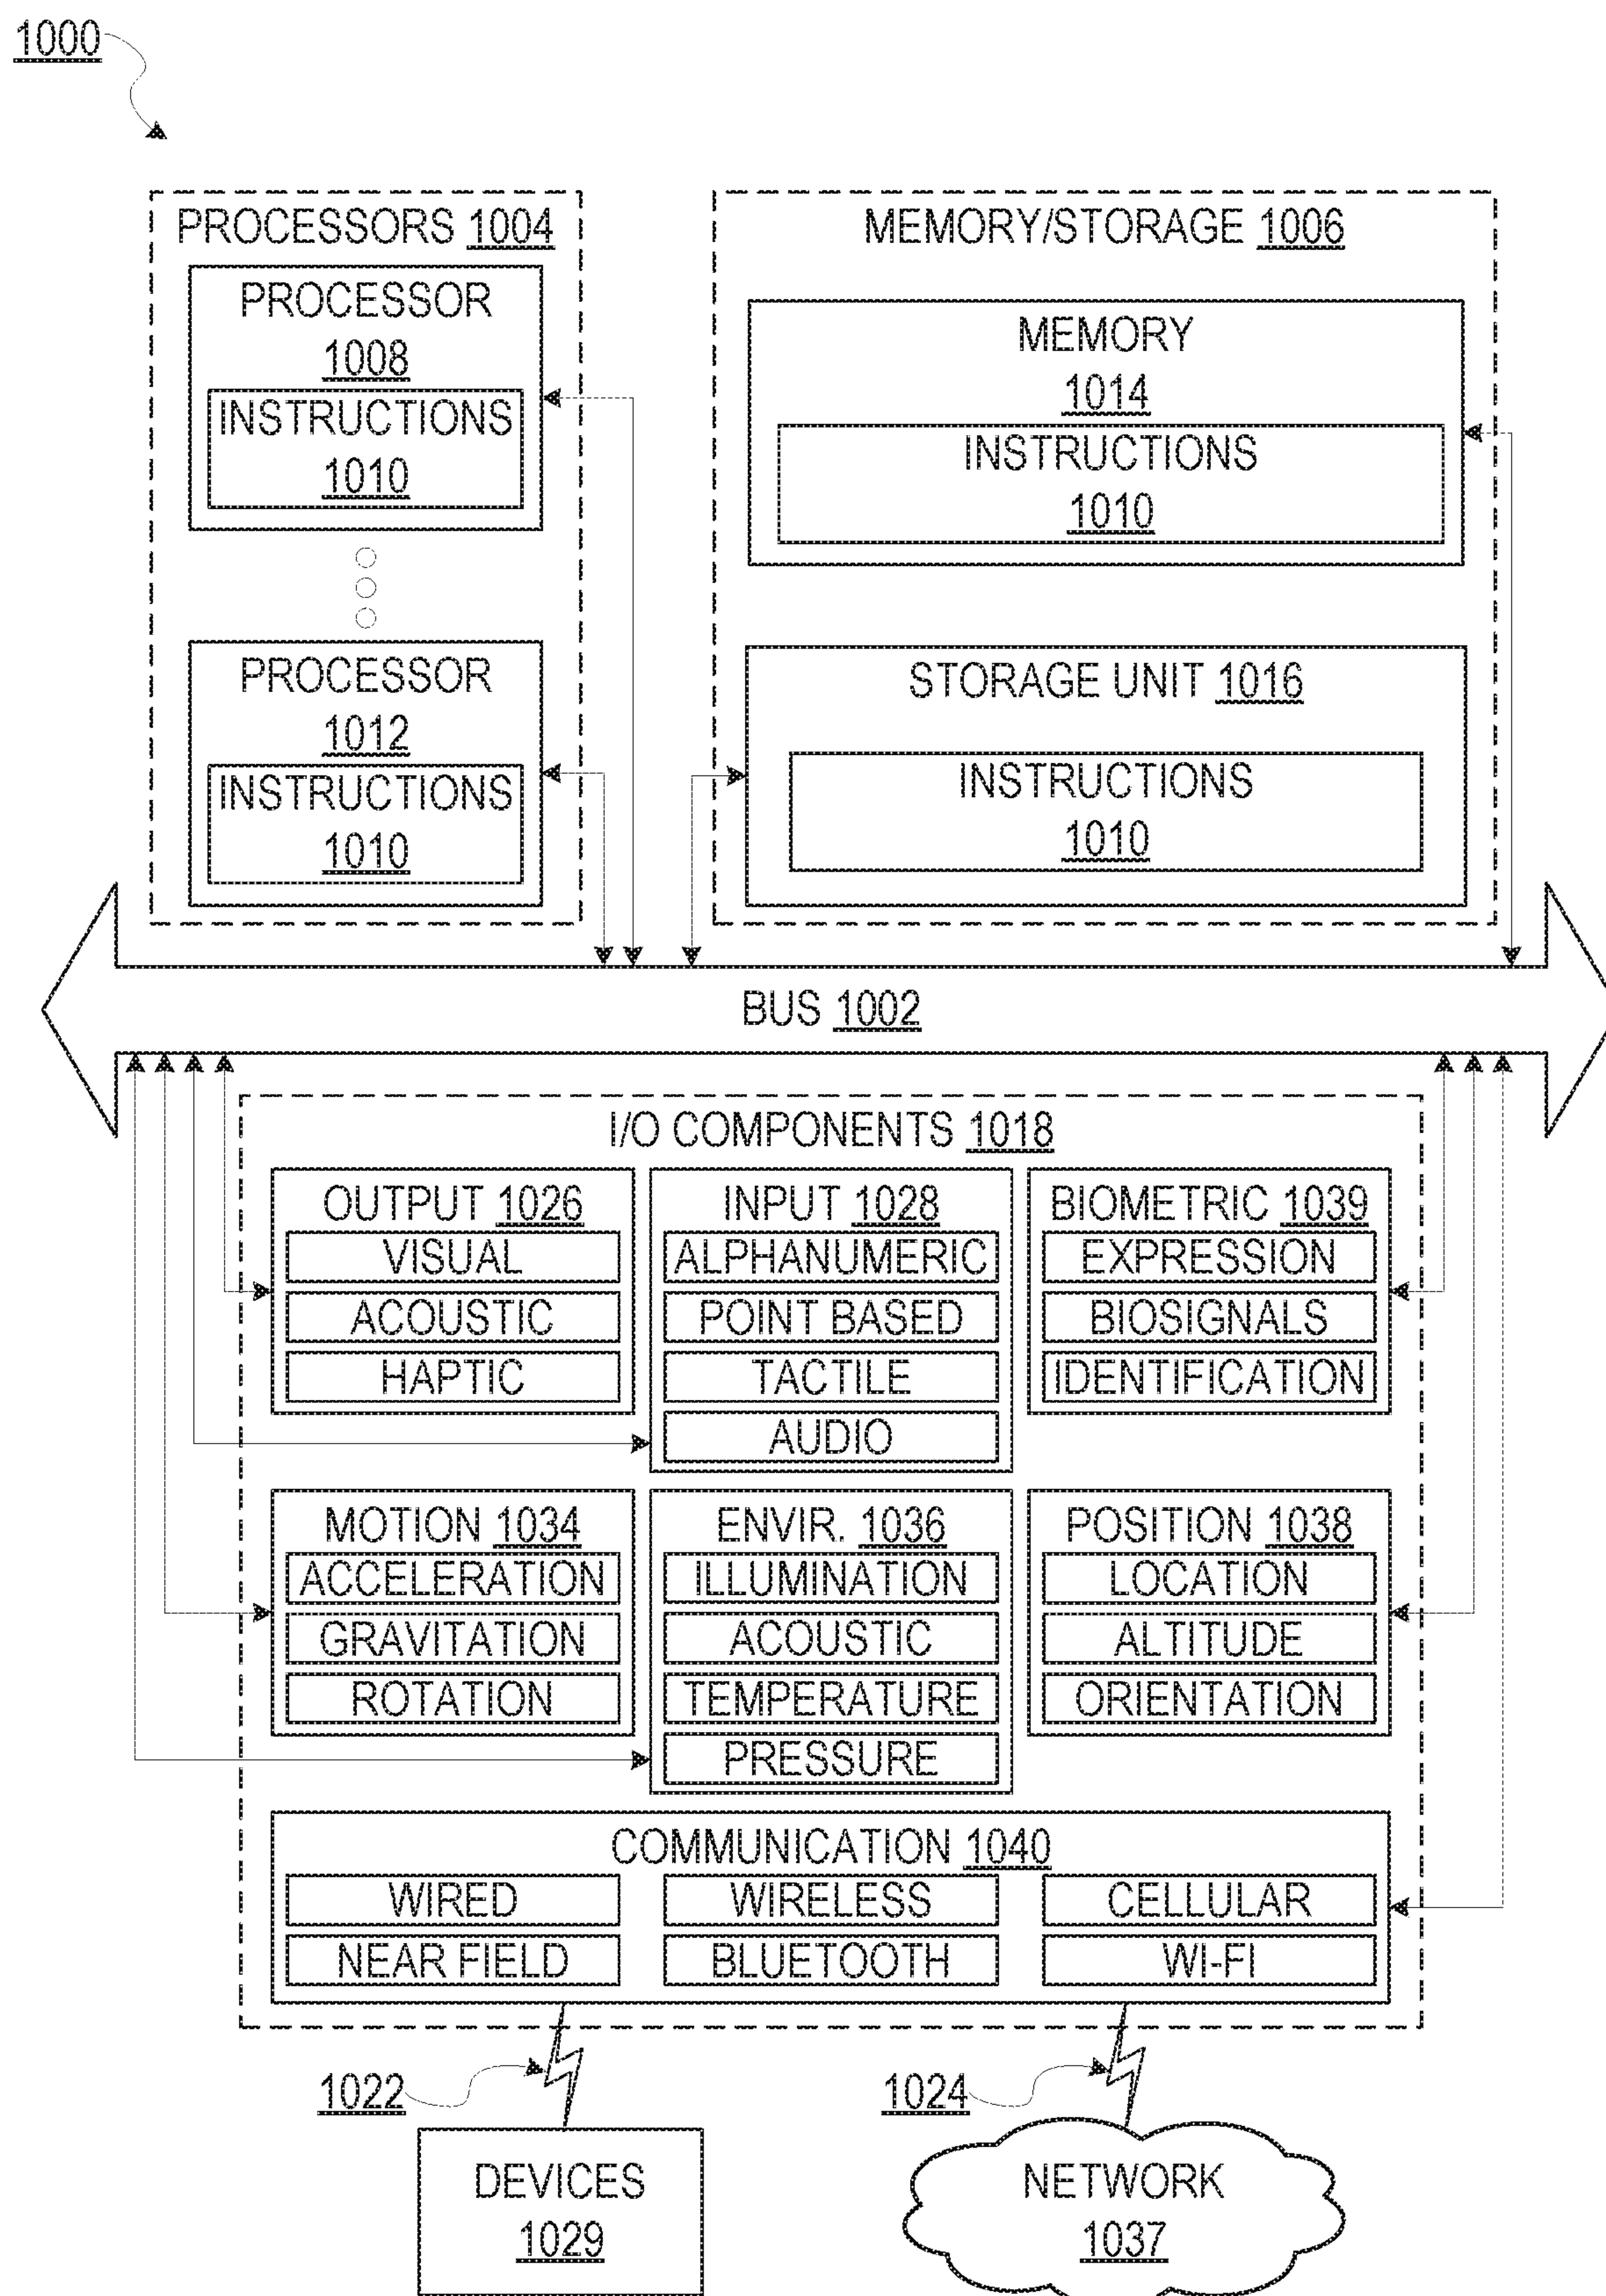 1000
PROCESSORS 1004
PROCESSOR
1008
INSTRUCTIONS
1010
PROCESSOR
1012
INSTRUCTIONS
1010
MEMORY/STORAGE 1006
MEMORY
1014
INSTRUCTIONS
1010
STORAGE UNIT 1016
INSTRUCTIONS
1010
BUS 1002
I/O COMPONENTS 1018
OUTPUT 1026
VISUAL
ACOUSTIC
HAPTIC
INPUT 1028
ALPHANUMERIC
POINT BASED
TACTILE
AUDIO
BIOMETRIC 1039
EXPRESSION
BIOSIGNALS
IDENTIFICATION
MOTION 1034
ACCELERATION
GRAVITATION
ROTATION
ENVIR. 1036
ILLUMINATION
ACOUSTIC
TEMPERATURE
PRESSURE
POSITION 1038
LOCATION
ALTITUDE
ORIENTATION
COMMUNICATION 1040
WIRED
WIRELESS
CELLULAR
NEAR FIELD
BLUETOOTH
WI-FI
1022
1024
DEVICES
1029
NETWORK
1037